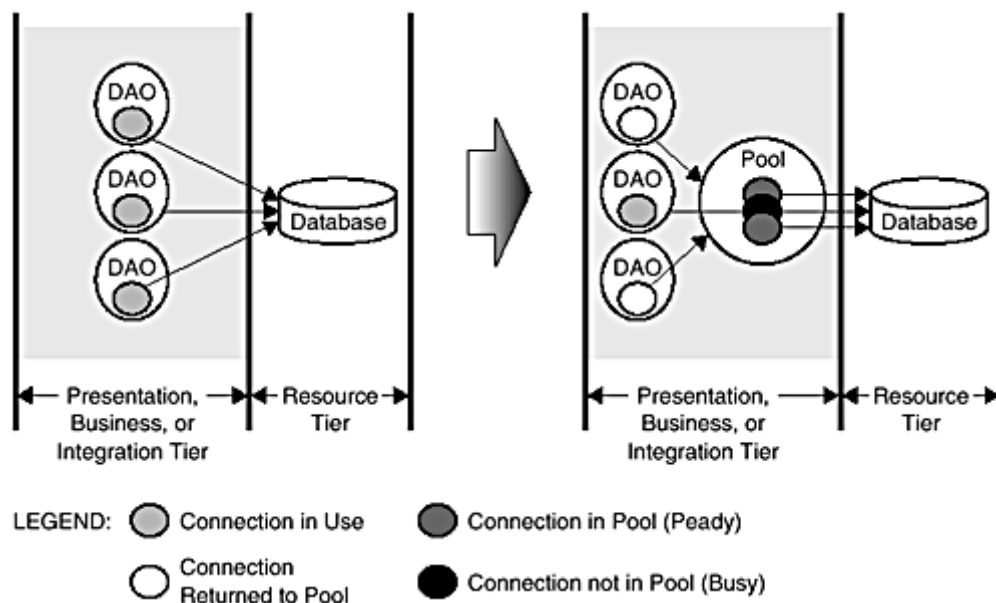 DAO
DAO
DAO
Database
Presentation,
Business, or
Integration Tier
Resource
Tier
DAO
DAO
DAO
Pool
Database
Presentation,
Business, or
Integration Tier
Resource
Tier
LEGEND:
Connection in Use
Connection in Pool (Peady)
Connection
Returned to Pool
Connection not in Pool (Busy)